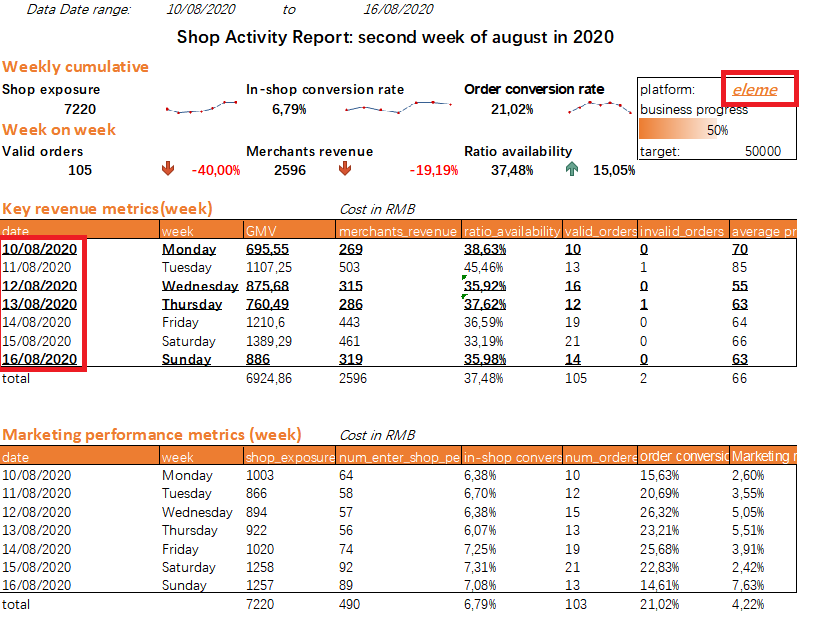 Data Date range: 10/08/2020 to 16/08/2020
Shop Activity Report: second week of august in 2020
Weekly cumulative
Shop exposure In-shop conversion rate Order conversion rate platform: eleme
7220 6,79% 21,02% business progress
Week on week 50%
Valid orders Merchants revenue Ratio availability target: 50000
105 -40,00% 2596 -19,19% 37,48% 15,05%
Key revenue metrics(week) Cost in RMB
date week GMV merchants_revenue ratio_availability valid_orders invalid_orders average pr
10/08/2020 Monday 695,55 269 38,63% 10 0 70
11/08/2020 Tuesday 1107,25 503 45,46% 13 1 85
12/08/2020 Wednesday 875,68 315 35,92% 16 0 55
13/08/2020 Thursday 760,49 286 37,62% 12 1 63
14/08/2020 Friday 1210,6 443 36,59% 19 0 64
15/08/2020 Saturday 1389,29 461 33,19% 21 0 66
16/08/2020 Sunday 886 319 35,98% 14 0 63
total 6924,86 2596 37,48% 105 2 66
Marketing performance metrics (week) Cost in RMB
date week shop_exposure num_enter_shop_pe in-shop convers num_ordere order conversic Marketing r
10/08/2020 Monday 1003 64 6,38% 10 15,63% 2,60%
11/08/2020 Tuesday 866 58 6,70% 12 20,69% 3,55%
12/08/2020 Wednesday 894 57 6,38% 15 26,32% 5,05%
13/08/2020 Thursday 922 56 6,07% 13 23,21% 5,51%
14/08/2020 Friday 1020 74 7,25% 19 25,68% 3,91%
15/08/2020 Saturday 1258 92 7,31% 21 22,83% 2,42%
16/08/2020 Sunday 1257 89 7,08% 13 14,61% 7,63%
total 7220 490 6,79% 103 21,02% 4,22%